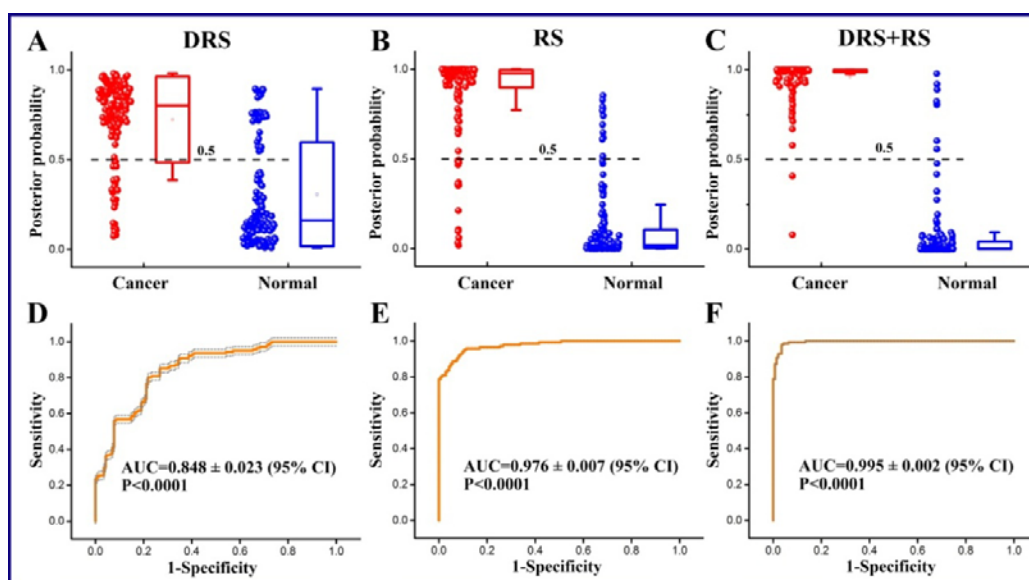 A DRS
B RS
C DRS+RS
Posterior probability
1.0
0.5
0.0
0.5
Cancer Normal
Posterior probability
1.0
0.5
0.0
0.5
Cancer Normal
Posterior probability
1.0
0.5
0.0
0.5
Cancer Normal
D
Sensitivity
1.0
0.8
0.6
0.4
0.2
0.0
AUC=0.848 ± 0.023 (95% CI)
P<0.0001
0.0 0.2 0.4 0.6 0.8 1.0
1-Specificity
E
Sensitivity
1.0
0.8
0.6
0.4
0.2
0.0
AUC=0.976 ± 0.007 (95% CI)
P<0.0001
0.0 0.2 0.4 0.6 0.8 1.0
1-Specificity
F
Sensitivity
1.0
0.8
0.6
0.4
0.2
0.0
AUC=0.995 ± 0.002 (95% CI)
P<0.0001
0.0 0.2 0.4 0.6 0.8 1.0
1-Specificity